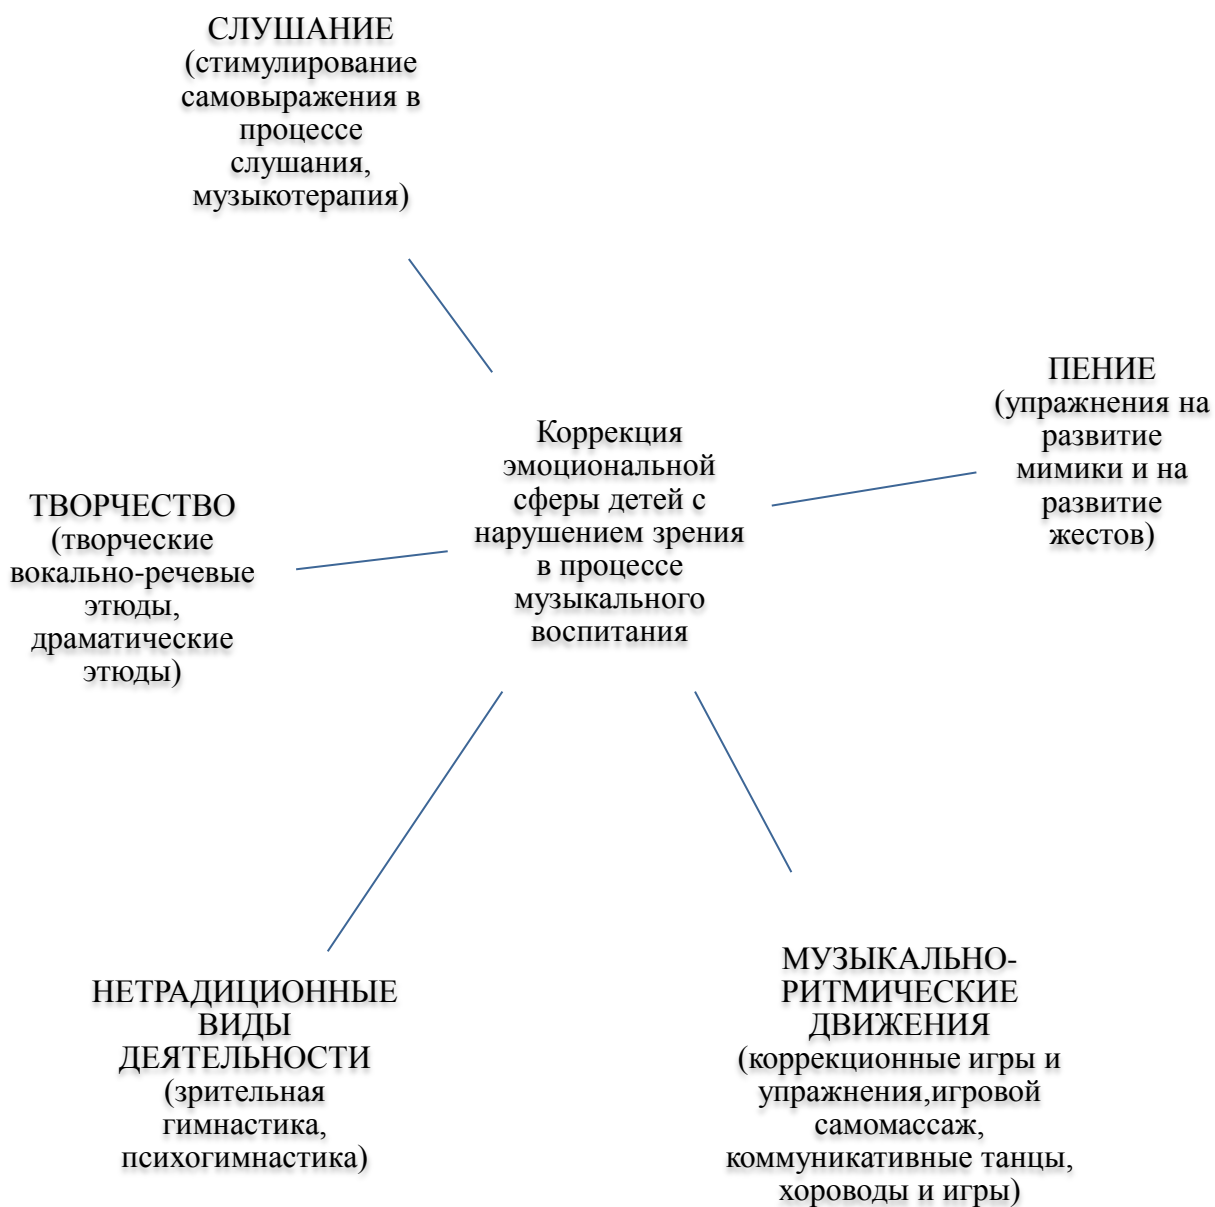 СЛУШАНИЕ
(стимулирование
самовыражения в
процессе
слушания,
музыкотерапия)
ПЕНИЕ
(упражнения на
развитие
мимики и на
развитие
жестов)
Коррекция
эмоциональной
сферы детей с
нарушением зрения
в процессе
музыкального
воспитания
ТВОРЧЕСТВО
(творческие
вокально-речевые
этюды,
драматические
этюды)
НЕТРАДИЦИОННЫЕ
ВИДЫ
ДЕЯТЕЛЬНОСТИ
(зрительная
гимнастика,
психогимнастика)
МУЗЫКАЛЬНО-
РИТМИЧЕСКИЕ
ДВИЖЕНИЯ
(коррекционные игры и
упражнения,игровой
самомассаж,
коммуникативные танцы,
хороводы и игры)